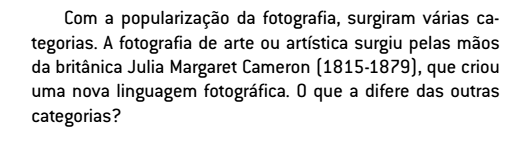 Com a popularização da fotografia, surgiram várias ca-
tegorias. A fotografia de arte ou artística surgiu pelas mãos
da britânica Julia Margaret Cameron (1815-1879), que criou
uma nova linguagem fotográfica. O que a difere das outras
categorias?